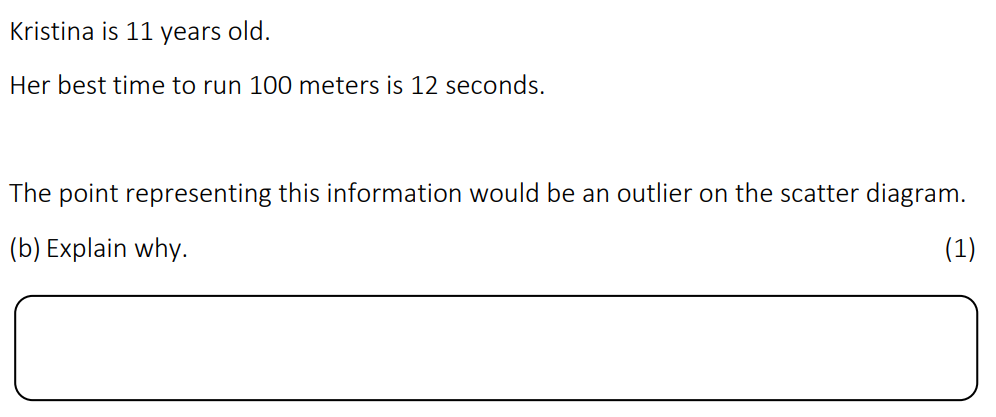 Kristina is 11 years old.
Her best time to run 100 meters is 12 seconds.
The point representing this information would be an outlier on the scatter diagram.
(b) Explain why. (1)